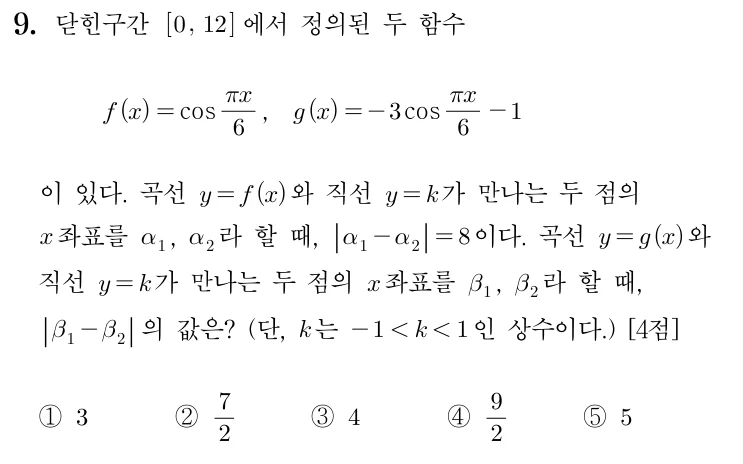 9. 닫힌구간 [0, 12]에서 정의된 두 함수
f(x)=cos πx/6, g(x)=−3cos πx/6 −1
이 있다. 곡선 y=f(x)와 직선 y=k가 만나는 두 점의
x좌표를 α₁, α₂라 할 때, |α₁−α₂|=8이다. 곡선 y=g(x)와
직선 y=k가 만나는 두 점의 x좌표를 β₁, β₂라 할 때,
|β₁−β₂|의 값은? (단, k는 −1<k<1인 상수이다.) [4점]
① 3 ② 7/2 ③ 4 ④ 9/2 ⑤ 5